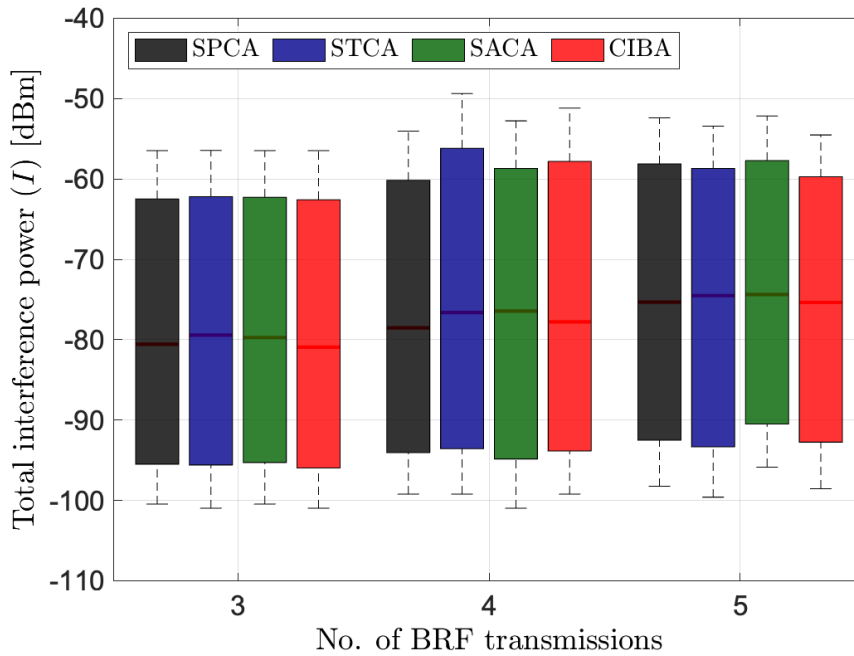 Total interference power (I) [dBm]
-40
-50
-60
-70
-80
-90
-100
-110
SPCA STCA SACA CIBA
3 4 5
No. of BRF transmissions